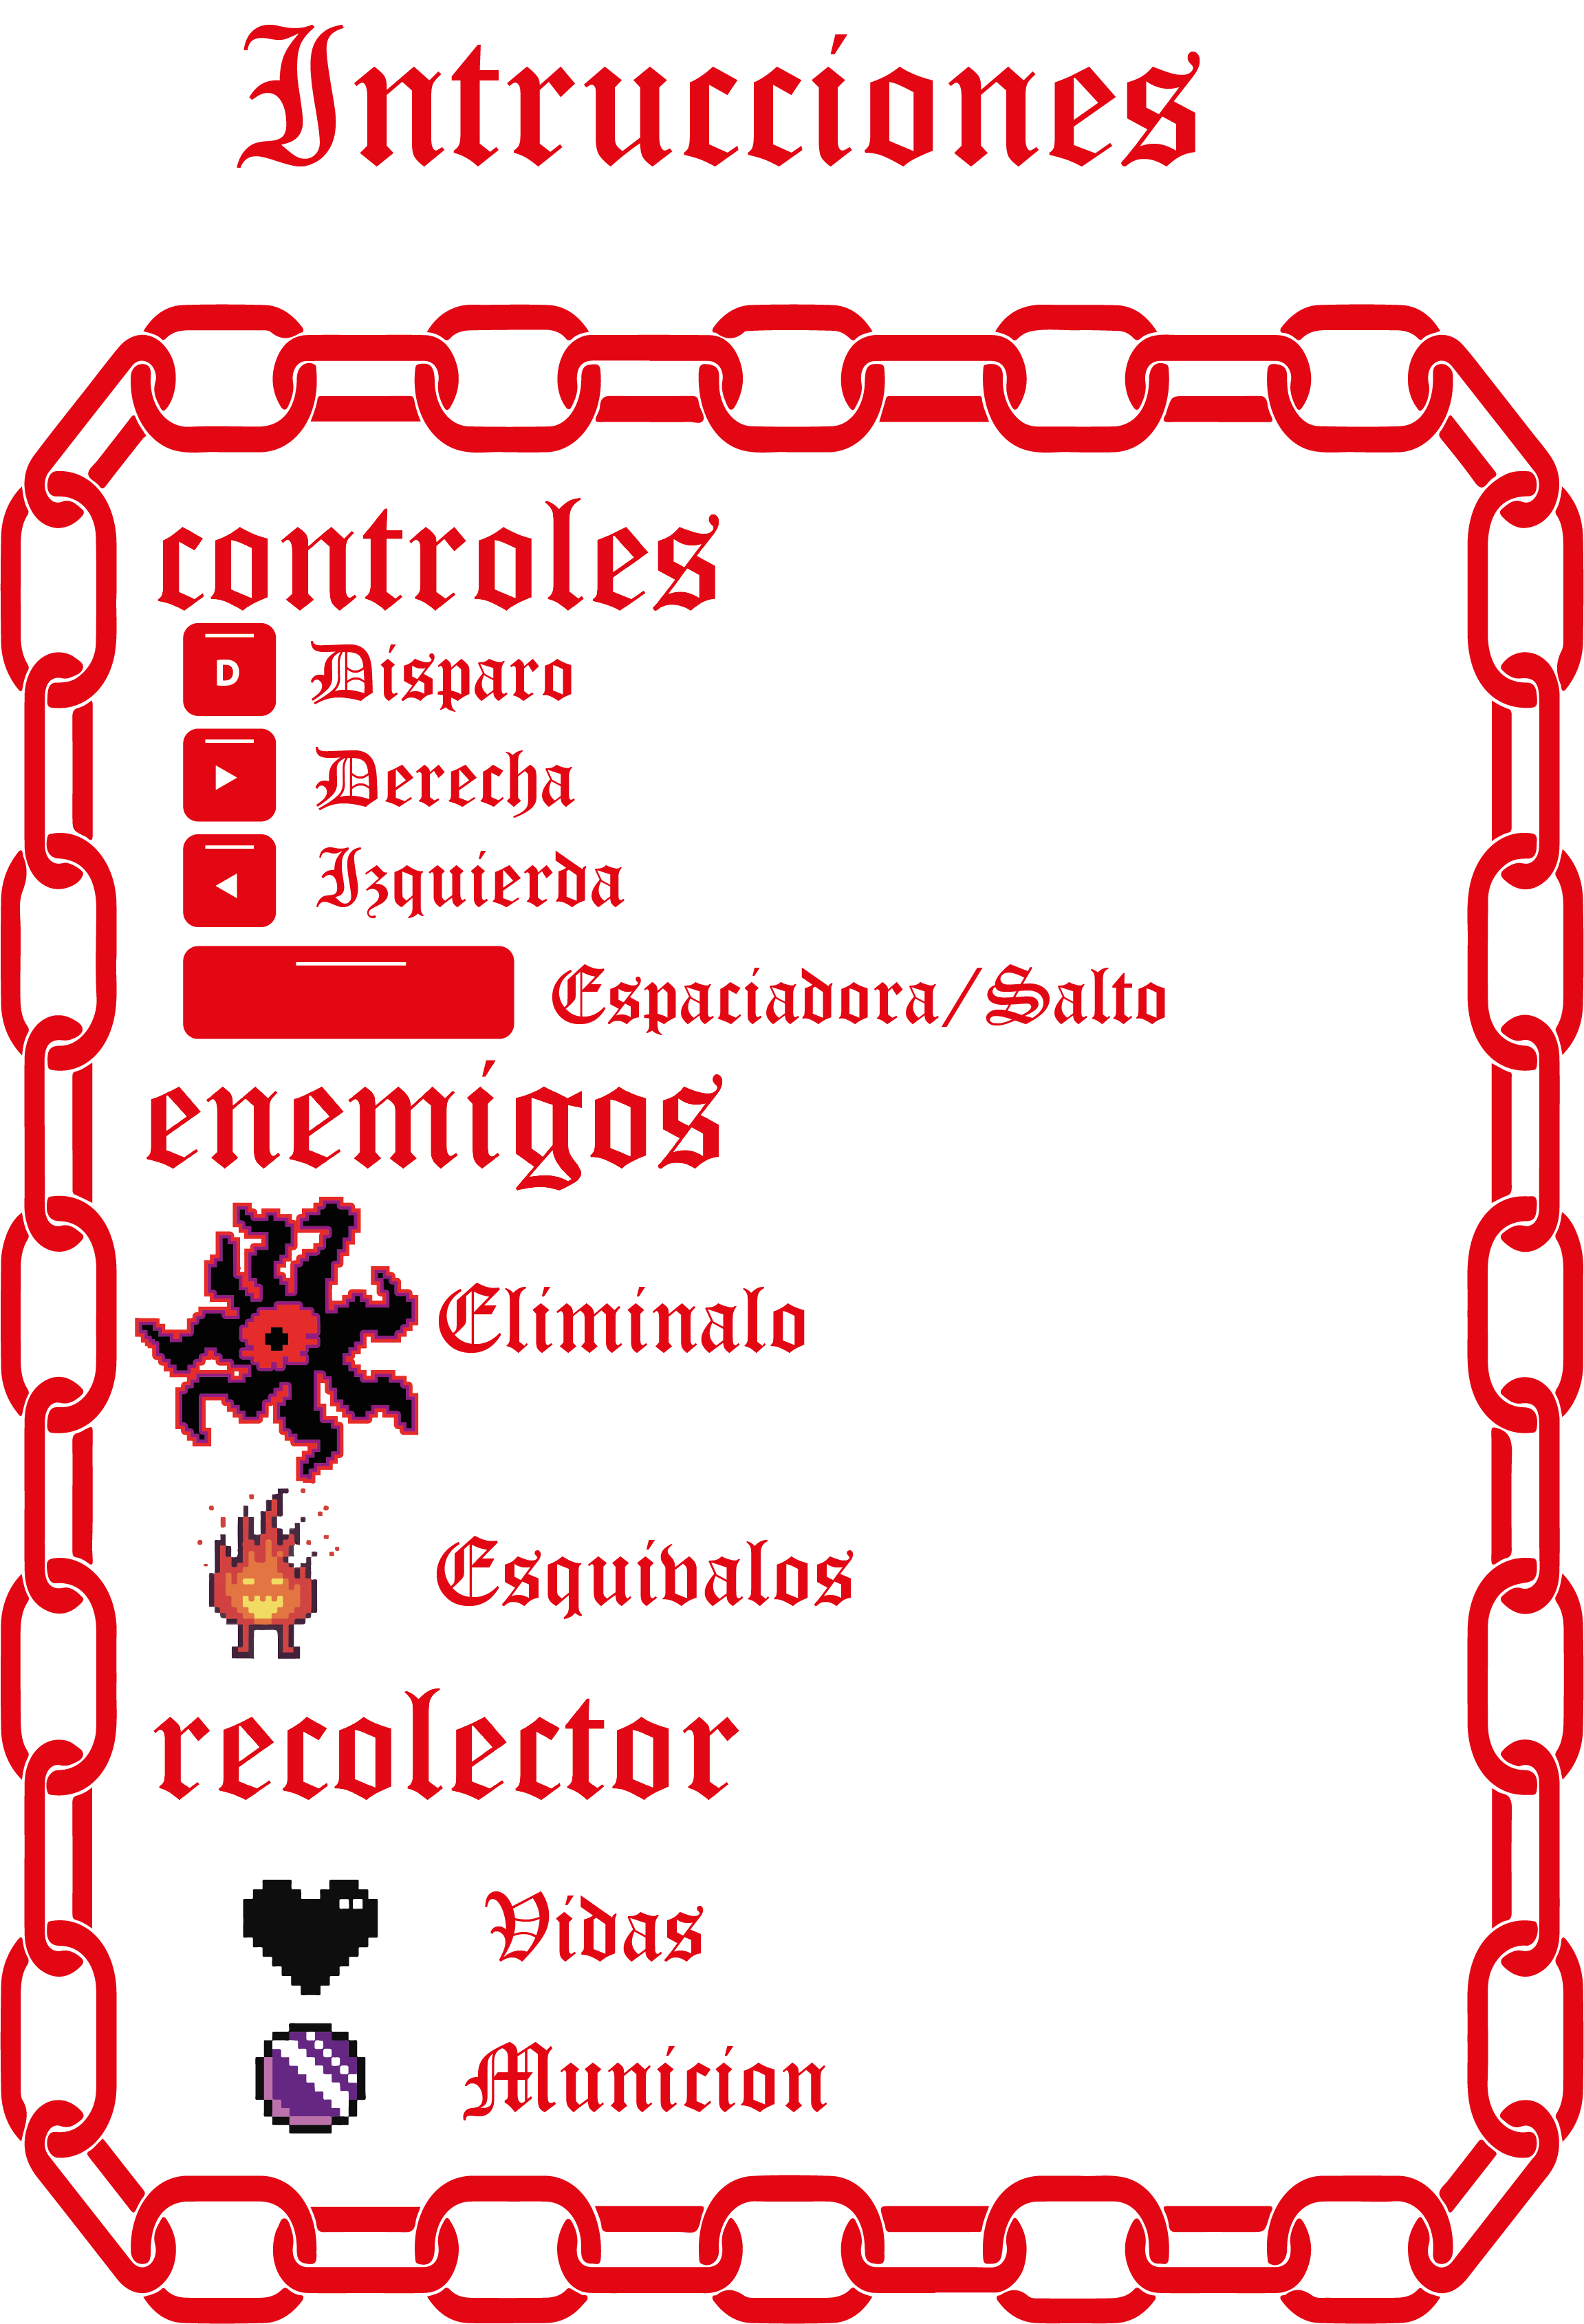 Intrucciones
controles
D Disparo
Derecha
Izquierda
Espaciadora/Salto
enemigos
Eliminalo
Esquivalos
recolector
Vidas
Municion